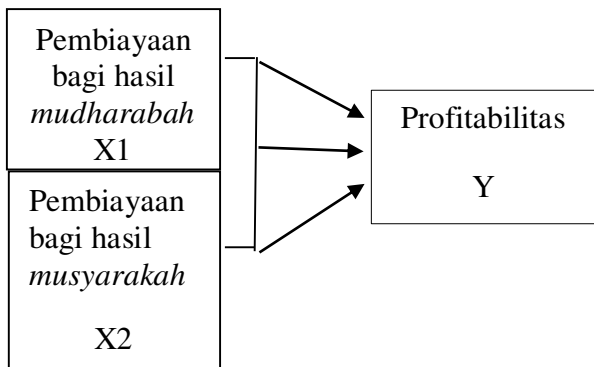 Pembiayaan
bagi hasil
mudharabah
X1
Pembiayaan
bagi hasil
musyarakah
X2
Profitabilitas
Y